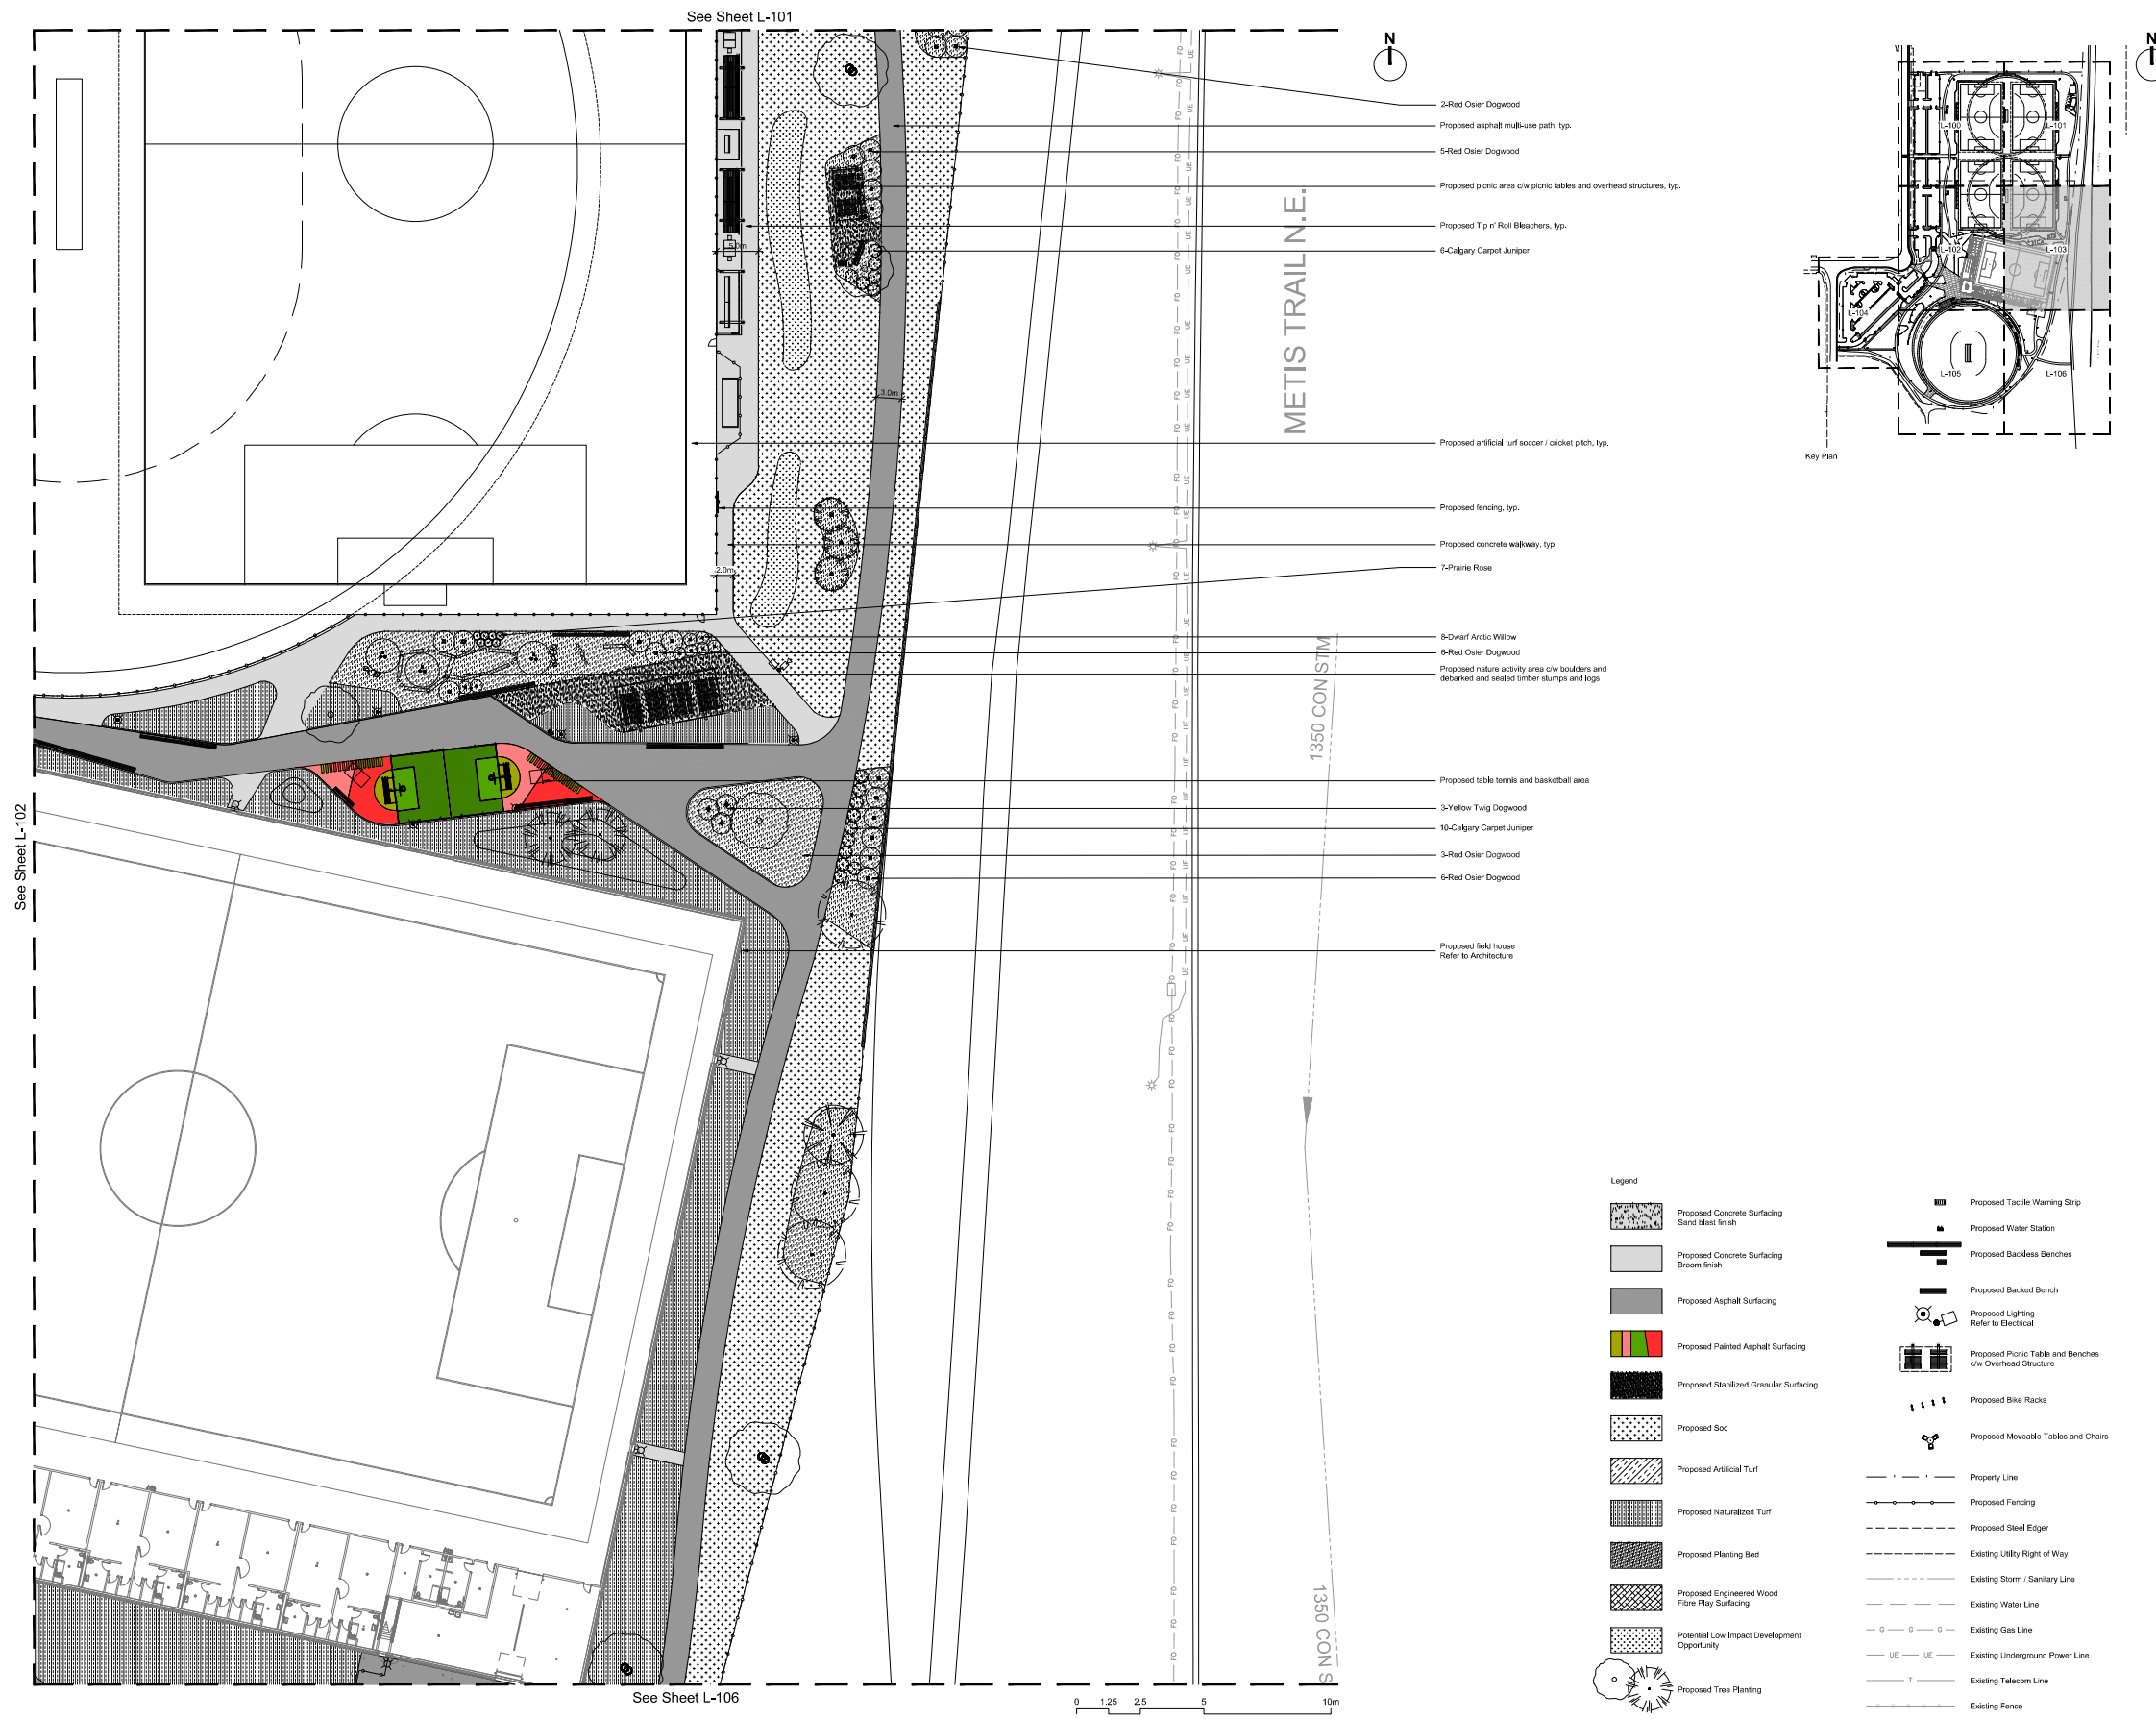 See Sheet L-101
N
N
2-Red Osier Dogwood
Proposed asphalt multi-use path, typ.
5-Red Osier Dogwood
Proposed picnic area c/w picnic tables and overhead structures, typ.
Proposed Tip n' Roll Bleachers, typ.
6-Calgary Carpet Juniper
Proposed artificial turf soccer / cricket pitch, typ.
Proposed fencing, typ.
Proposed concrete walkway, typ.
7-Prairie Rose
8-Dwarf Arctic Willow
6-Red Osier Dogwood
Proposed nature activity area c/w boulders and
debarked and sealed timber stumps and logs
Proposed table tennis and basketball area
3-Yellow Twig Dogwood
10-Calgary Carpet Juniper
3-Red Osier Dogwood
6-Red Osier Dogwood
Proposed field house
Refer to Architecture
5.0m
3.0m
2.0m
METIS TRAIL N.E.
1350 CON STM
1350 CON S
FO
UE
See Sheet L-102
See Sheet L-106
0 1.25 2.5 5 10m
L-100
L-101
L-102
L-103
L-104
L-105
L-106
Key Plan
Legend
Proposed Concrete Surfacing
Sand blast finish
Proposed Concrete Surfacing
Broom finish
Proposed Asphalt Surfacing
Proposed Painted Asphalt Surfacing
Proposed Stabilized Granular Surfacing
Proposed Sod
Proposed Artificial Turf
Proposed Naturalized Turf
Proposed Planting Bed
Proposed Engineered Wood
Fibre Play Surfacing
Potential Low Impact Development
Opportunity
Proposed Tree Planting
Proposed Tactile Warning Strip
Proposed Water Station
Proposed Backless Benches
Proposed Backed Bench
Proposed Lighting
Refer to Electrical
Proposed Picnic Table and Benches
c/w Overhead Structure
Proposed Bike Racks
Proposed Moveable Tables and Chairs
Property Line
Proposed Fencing
Proposed Steel Edger
Existing Utility Right of Way
Existing Storm / Sanitary Line
Existing Water Line
G G G Existing Gas Line
UE UE Existing Underground Power Line
T Existing Telecom Line
Existing Fence